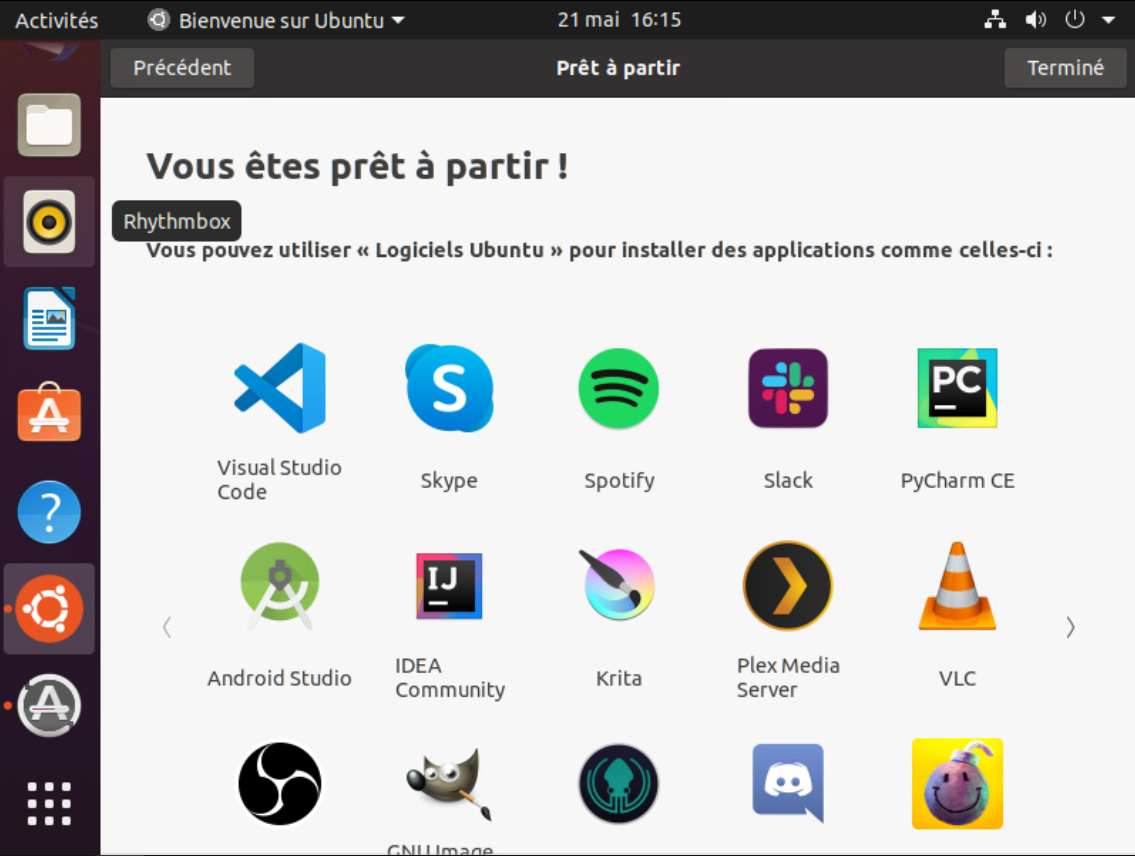 Activités
Bienvenue sur Ubuntu
21 mai 16:15
Précédent
Prêt à partir
Terminé
Vous êtes prêt à partir !
Rhythmbox
Vous pouvez utiliser « Logiciels Ubuntu » pour installer des applications comme celles-ci :
S
PC
Visual Studio
Code
Skype
Spotify
Slack
PyCharm CE
?
IJ
Android Studio
IDEA
Community
Krita
Plex Media
Server
VLC
GNU Image